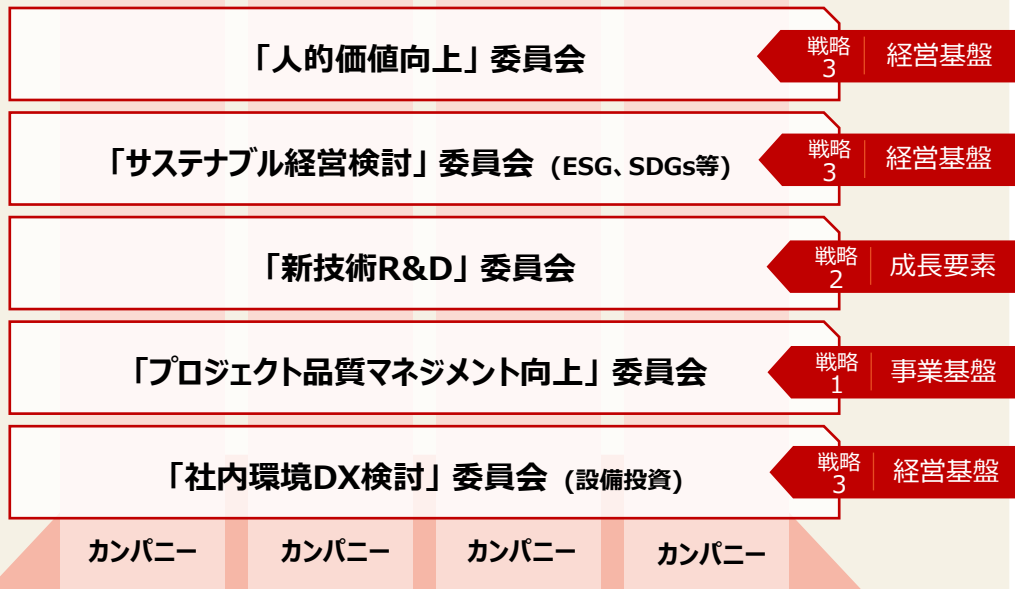 「人的価値向上」 委員会
戦略
3
経営基盤
「サステナブル経営検討」 委員会 (ESG、SDGs等)
戦略
3
経営基盤
「新技術R&D」 委員会
戦略
2
成長要素
「プロジェクト品質マネジメント向上」 委員会
戦略
1
事業基盤
「社内環境DX検討」 委員会 (設備投資)
戦略
3
経営基盤
カンパニー
カンパニー
カンパニー
カンパニー